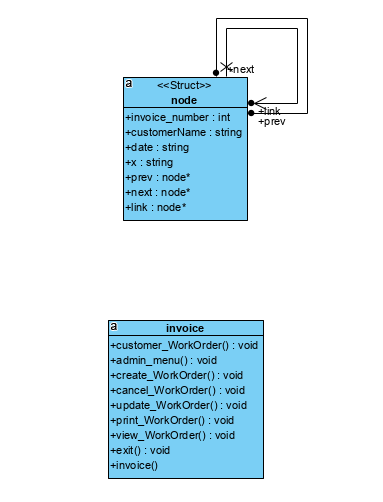 +next
a
<<Struct>>
node
+link
+prev
+invoice_number : int
+customerName : string
+date : string
+x : string
+prev : node*
+next : node*
+link : node*
a
invoice
+customer_WorkOrder() : void
+admin_menu() : void
+create_WorkOrder() : void
+cancel_WorkOrder() : void
+update_WorkOrder() : void
+print_WorkOrder() : void
+view_WorkOrder() : void
+exit() : void
+invoice()